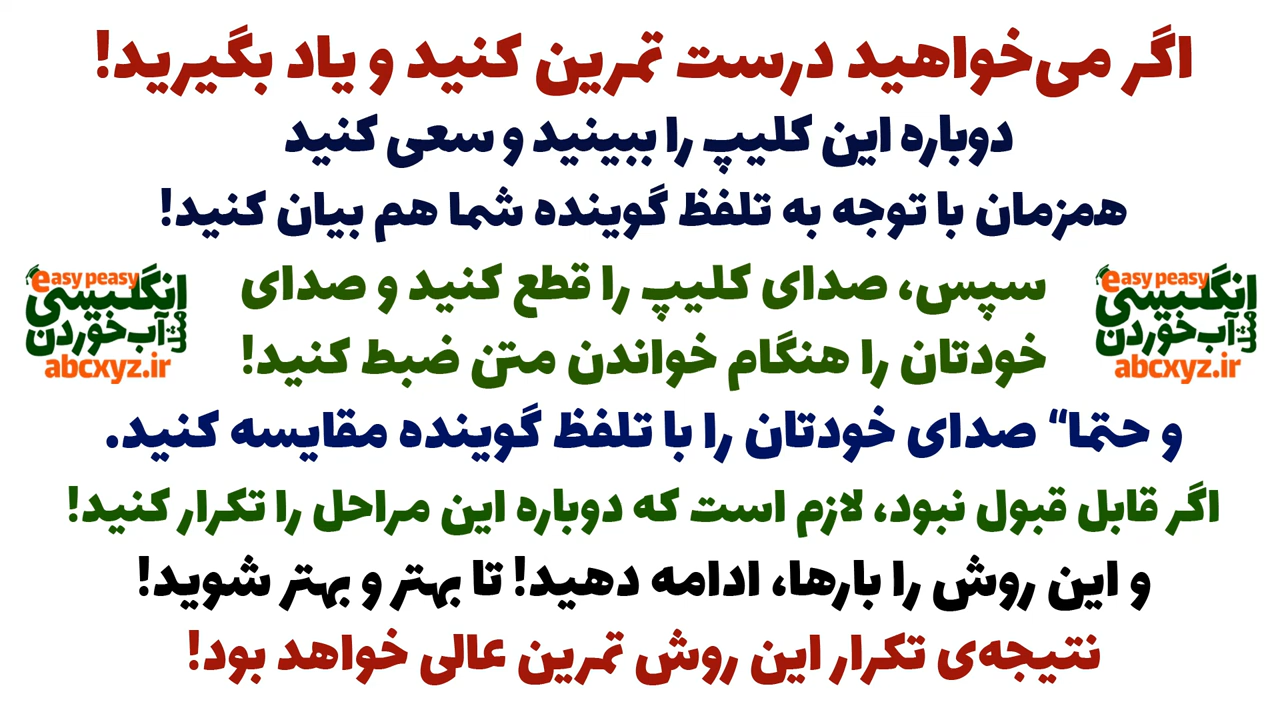 اگر می‌خواهید درست تمرین کنید و یاد بگیرید!
دوباره این کلیپ را ببینید و سعی کنید
همزمان با توجه به تلفظ گوینده شما هم بیان کنید!
سپس، صدای کلیپ را قطع کنید و صدای
خودتان را هنگام خواندن متن ضبط کنید!
و حتما“ صدای خودتان را با تلفظ گوینده مقایسه کنید.
اگر قابل قبول نبود، لازم است که دوباره این مراحل را تکرار کنید!
و این روش را بارها، ادامه دهید! تا بهتر و بهتر شوید!
نتیجه‌ی تکرار این روش تمرین عالی خواهد بود!
easy peasy
انگلیسی
مثل آب خوردن
abcxyz.ir
easy peasy
انگلیسی
مثل آب خوردن
abcxyz.ir